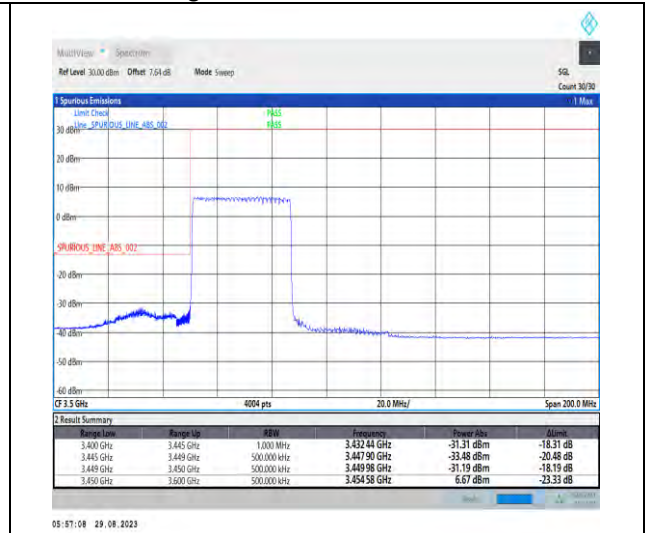 MultiView Spectrum
Ref Level 30.00 dBm Offset 7.64 dB Mode Sweep SGL
Count 30/30
1 Spurious Emissions 1 Max
Limit Check PASS
Line _SPURIOUS_LINE_ABS_002 PASS
30 dBm
20 dBm
10 dBm
0 dBm
_SPURIOUS_LINE_ABS_002
-20 dBm
-30 dBm
-40 dBm
-50 dBm
-60 dBm
CF 3.5 GHz 4004 pts 20.0 MHz/ Span 200.0 MHz
2 Result Summary
Range Low Range Up RBW Frequency Power Abs ΔLimit
3.400 GHz 3.445 GHz 1.000 MHz 3.432 44 GHz -31.31 dBm -18.31 dB
3.445 GHz 3.449 GHz 500.000 kHz 3.447 90 GHz -33.48 dBm -20.48 dB
3.449 GHz 3.450 GHz 500.000 kHz 3.449 98 GHz -31.19 dBm -18.19 dB
3.450 GHz 3.600 GHz 500.000 kHz 3.454 58 GHz 6.67 dBm -23.33 dB
05:57:08 29.08.2023